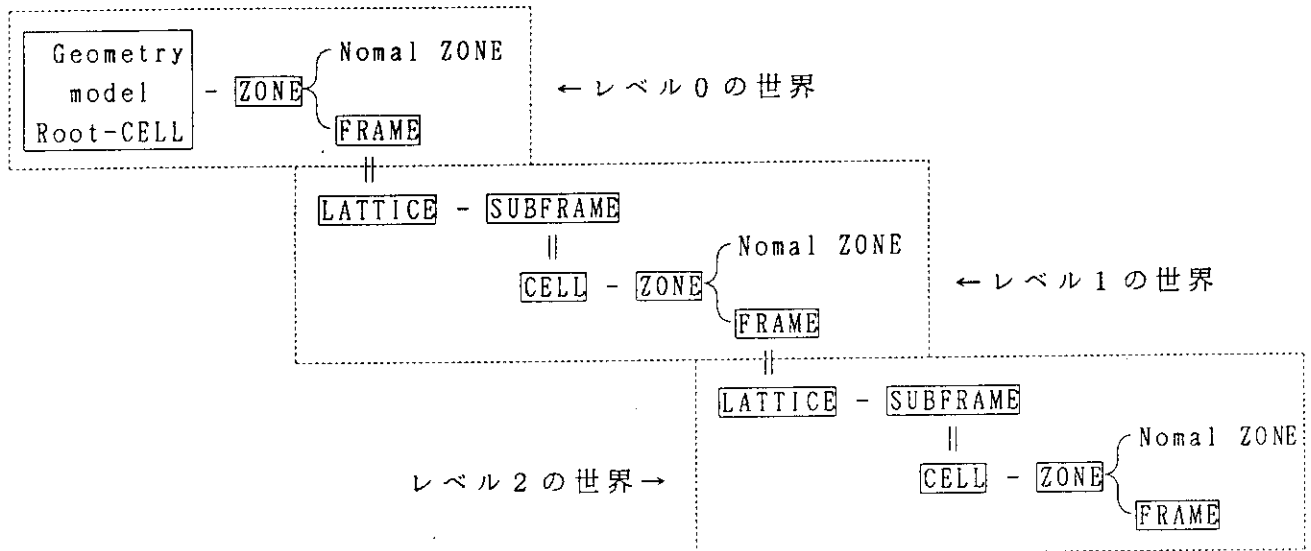 Geometry
model
Root-CELL
- ZONE
Nomal ZONE
FRAME
←レベル0の世界
||
LATTICE - SUBFRAME
||
CELL - ZONE
Nomal ZONE
FRAME
←レベル1の世界
||
LATTICE - SUBFRAME
||
CELL - ZONE
Nomal ZONE
FRAME
レベル2の世界→